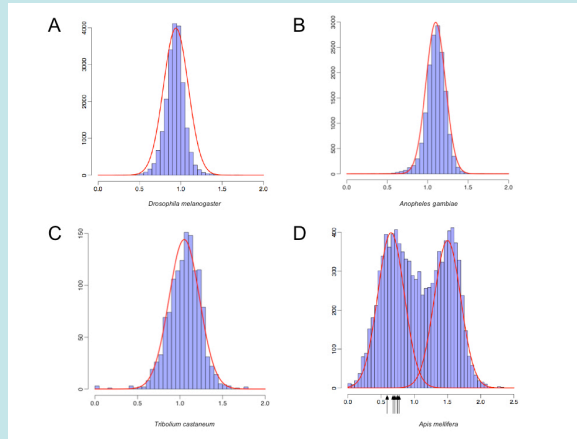 A
4000
3000
2000
1000
0
0.0 0.5 1.0 1.5 2.0
Drosophila melanogaster
B
3000
2500
2000
1500
1000
500
0
0.0 0.5 1.0 1.5 2.0
Anopheles gambiae
C
150
100
50
0
0.0 0.5 1.0 1.5 2.0
Tribolium castaneum
D
400
300
200
100
0
0.0 0.5 1.0 1.5 2.0 2.5
Apis mellifera